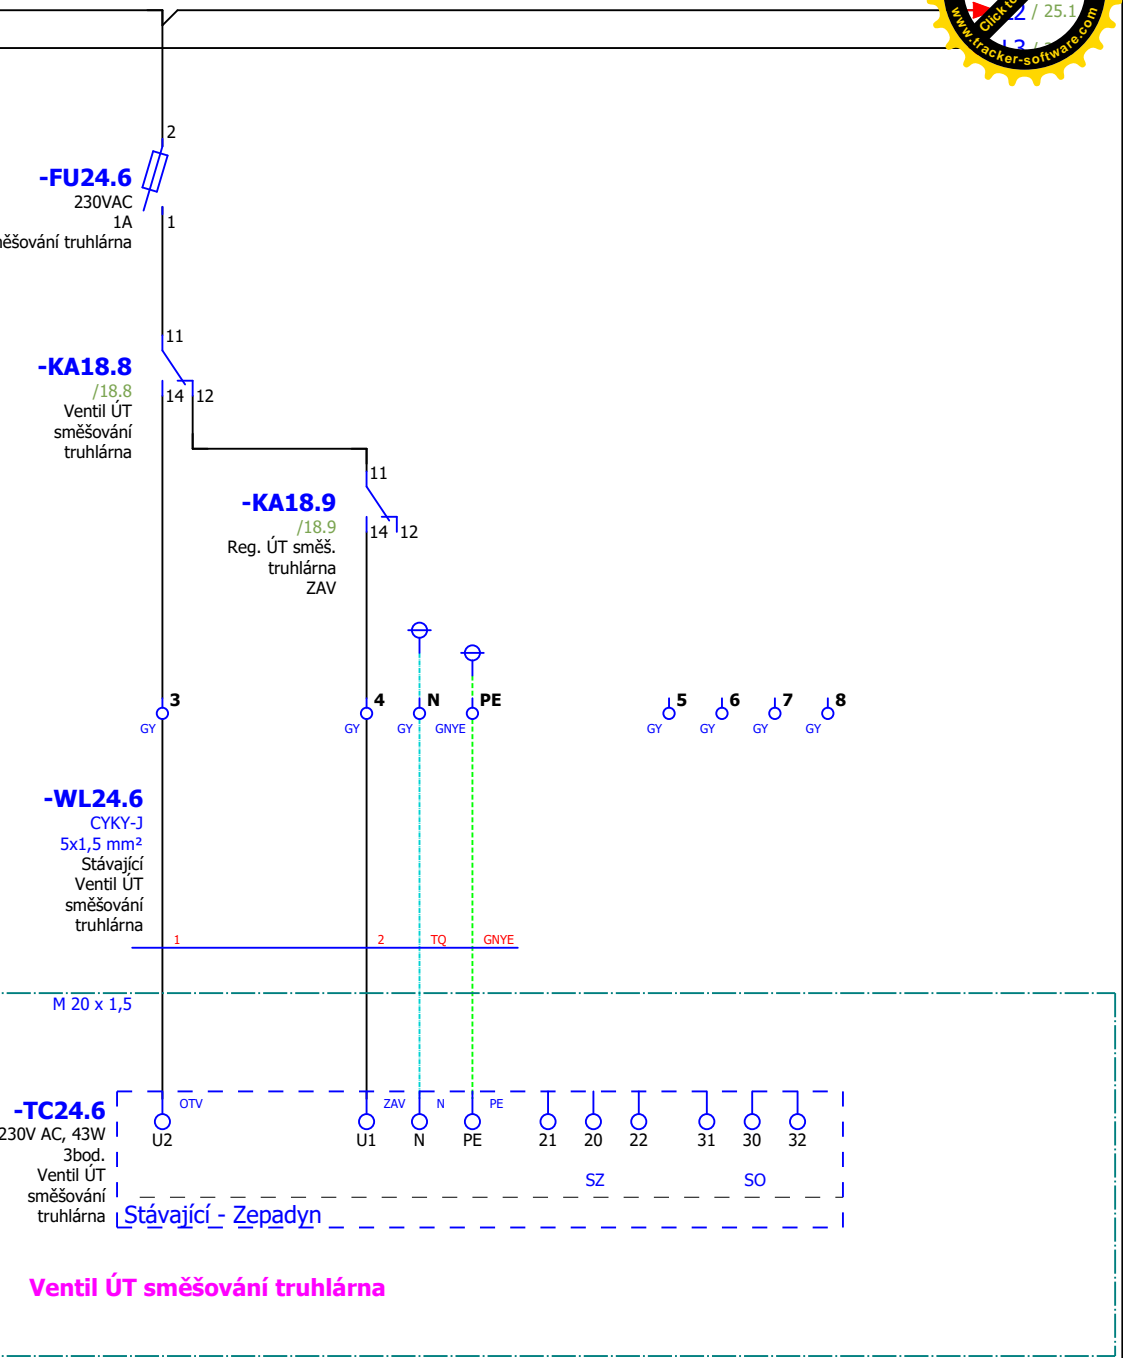 L2 / 25.1
L3 /
Click to
www.tracker-software.com
2
-FU24.6
230VAC
1A
1
ěšování truhlárna
11
-KA18.8
/18.8
14 12
Ventil ÚT
směšování
truhlárna
11
-KA18.9
/18.9
14 12
Reg. ÚT směš.
truhlárna
ZAV
3 4 N PE 5 6 7 8
GY GY GY GNYE GY GY GY GY
-WL24.6
CYKY-J
5x1,5 mm²
Stávající
Ventil ÚT
směšování
truhlárna
1 2 TQ GNYE
M 20 x 1,5
-TC24.6
OTV ZAV N PE
230V AC, 43W
U2 U1 N PE 21 20 22 31 30 32
3bod.
Ventil ÚT
SZ SO
směšování
truhlárna
Stávající - Zepadyn
Ventil ÚT směšování truhlárna